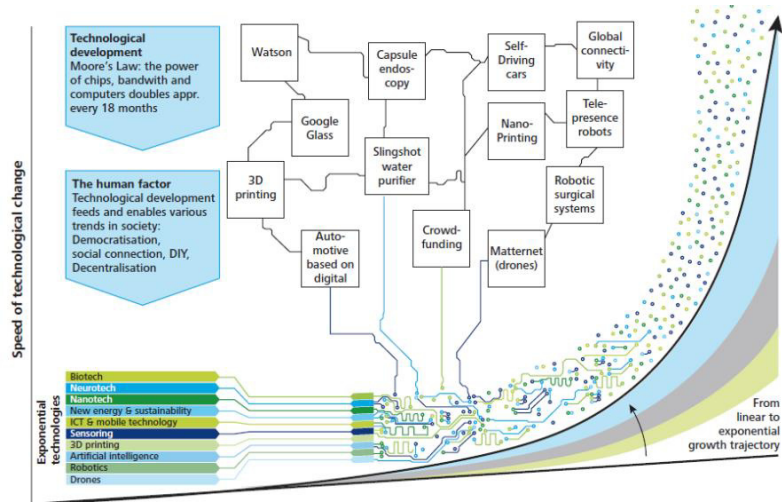 Technological
development
Moore's Law: the power
of chips, bandwith and
computers doubles appr.
every 18 months
The human factor
Technological development
feeds and enables various
trends in society:
Democratisation,
social connection, DIY,
Decentralisation
Watson
Google
Glass
3D
printing
Auto-
motive
based on
digital
Capsule
endos-
copy
Slingshot
water
purifier
Crowd-
funding
Self-
Driving
cars
Nano-
Printing
Matternet
(drones)
Global
connecti-
vity
Tele-
presence
robots
Robotic
surgical
systems
Speed of technological change
Exponential
technologies
Biotech
Neurotech
Nanotech
New energy & sustainability
ICT & mobile technology
Sensoring
3D printing
Artificial intelligence
Robotics
Drones
From
linear to
exponential
growth trajectory